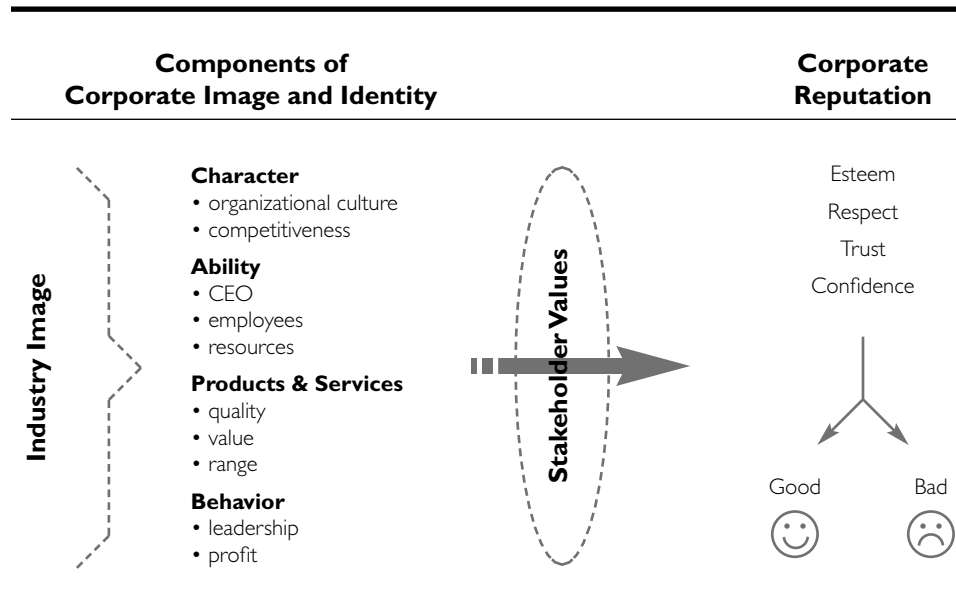 Components of
Corporate Image and Identity
Corporate
Reputation
Industry Image
Character
• organizational culture
• competitiveness
Ability
• CEO
• employees
• resources
Products & Services
• quality
• value
• range
Behavior
• leadership
• profit
Stakeholder Values
Esteem
Respect
Trust
Confidence
Good
Bad